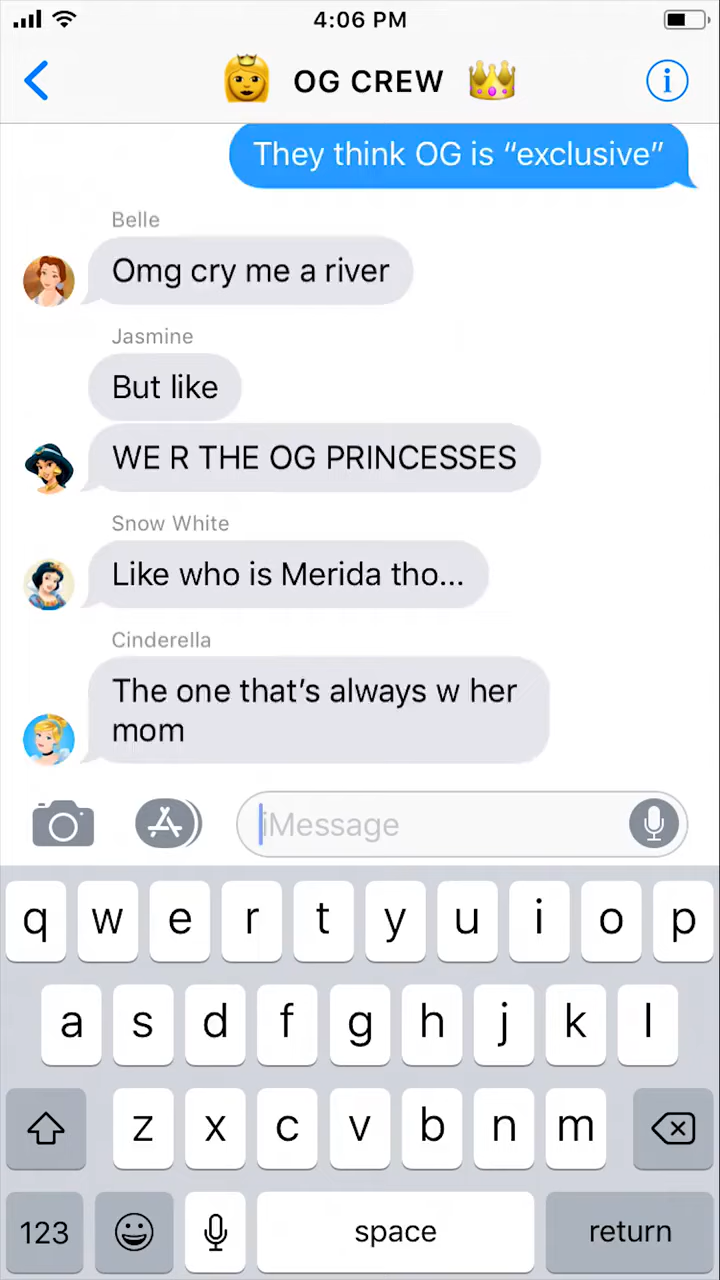 4:06 PM
OG CREW
They think OG is “exclusive”
Belle
Omg cry me a river
Jasmine
But like
WE R THE OG PRINCESSES
Snow White
Like who is Merida tho...
Cinderella
The one that’s always w her
mom
iMessage
q w e r t y u i o p
a s d f g h j k l
z x c v b n m
123 space return